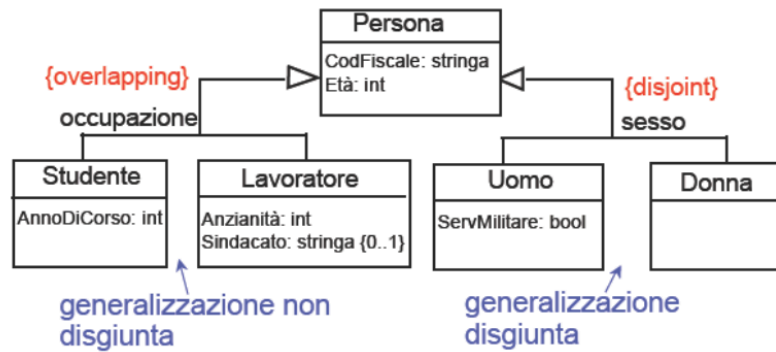 Persona
CodFiscale: stringa
Età: int
{overlapping}
{disjoint}
occupazione
sesso
Studente
AnnoDiCorso: int
Lavoratore
Anzianità: int
Sindacato: stringa {0..1}
Uomo
ServMilitare: bool
Donna
generalizzazione non
disgiunta
generalizzazione
disgiunta